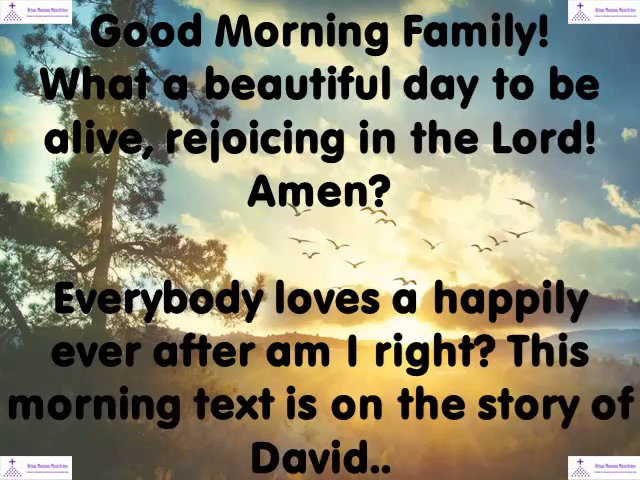 Good Morning Family!
What a beautiful day to be
alive, rejoicing in the Lord!
Amen?
Everybody loves a happily
ever after am I right? This
morning text is on the story of
David..